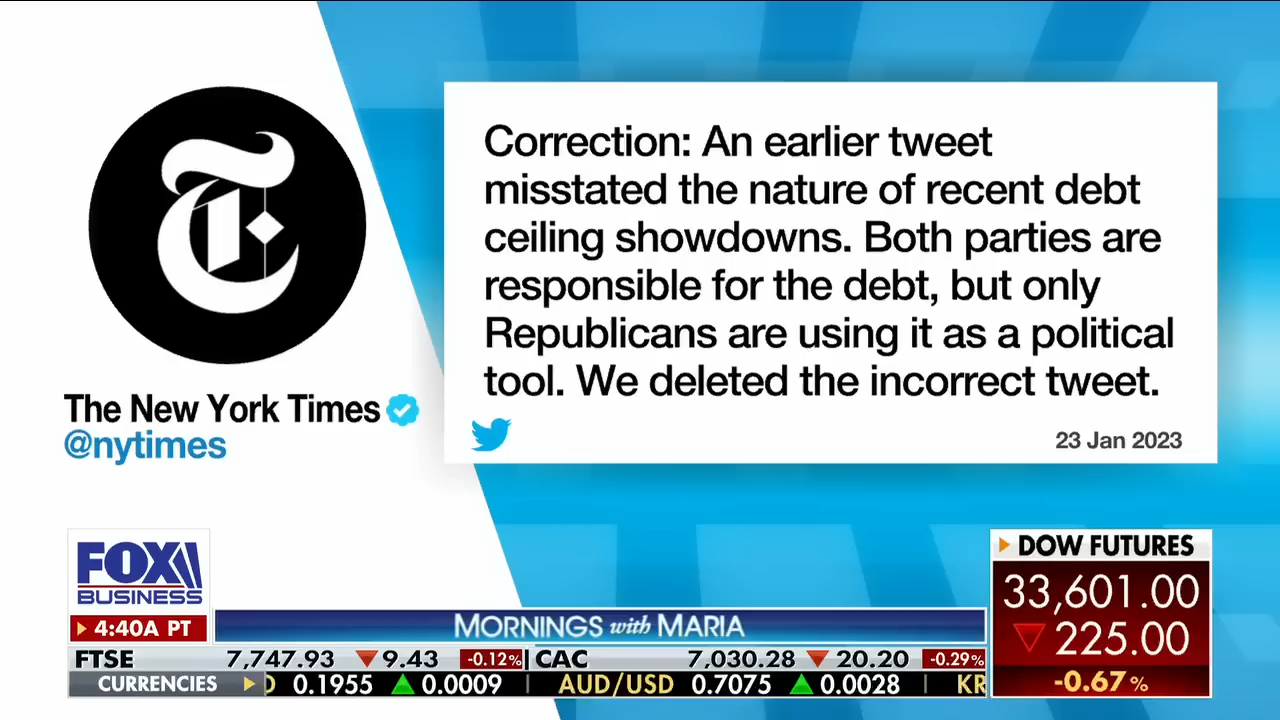 Correction: An earlier tweet
misstated the nature of recent debt
ceiling showdowns. Both parties are
responsible for the debt, but only
Republicans are using it as a political
tool. We deleted the incorrect tweet.
23 Jan 2023
The New York Times
@nytimes
FOX
BUSINESS
4:40A PT
MORNINGS with MARIA
DOW FUTURES
33,601.00
225.00
-0.67%
FTSE 7,747.93 9.43 -0.12% CAC 7,030.28 20.20 -0.29%
CURRENCIES 0.1955 0.0009 AUD/USD 0.7075 0.0028 KR